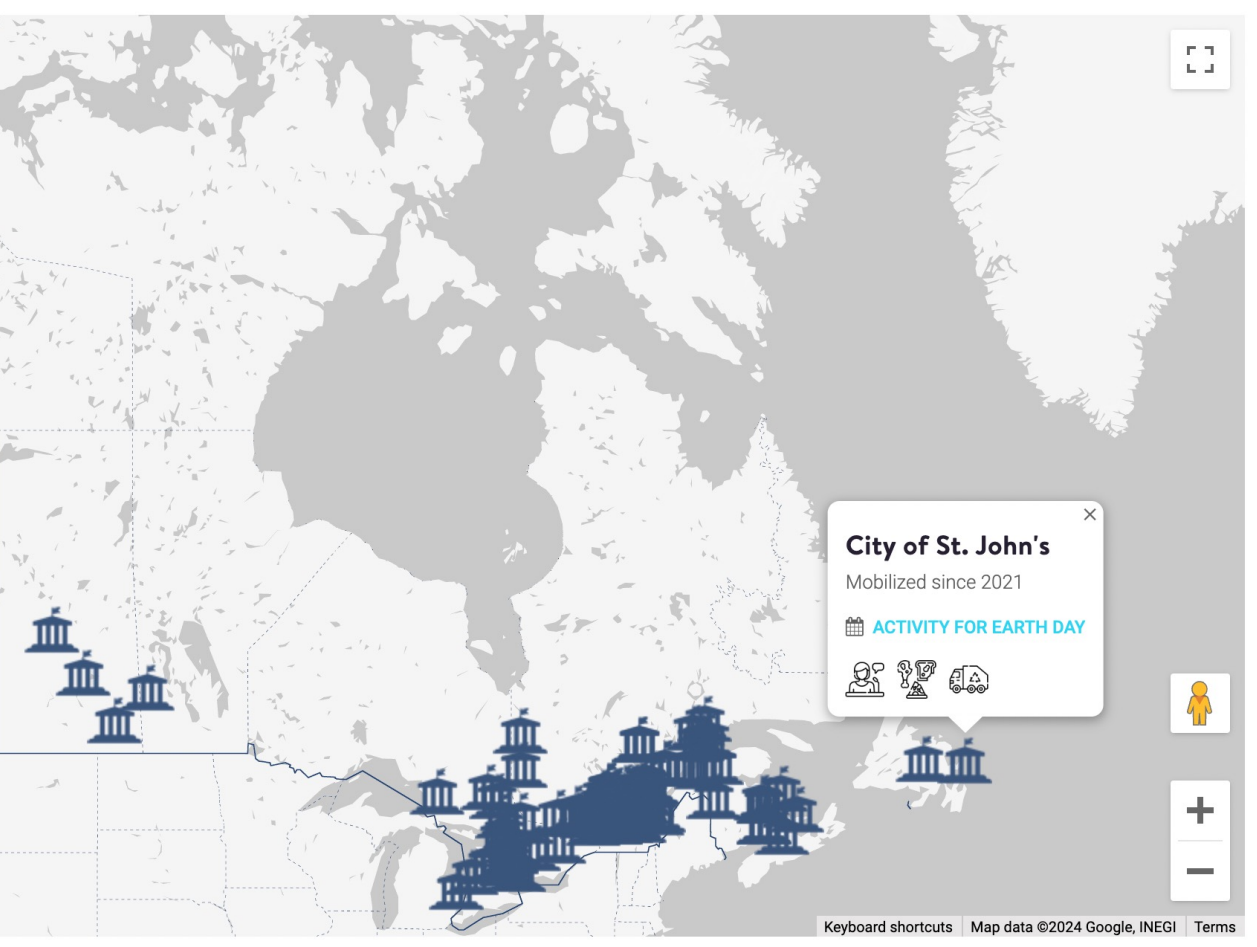 City of St. John's
Mobilized since 2021
ACTIVITY FOR EARTH DAY
Keyboard shortcuts
Map data ©2024 Google, INEGI
Terms